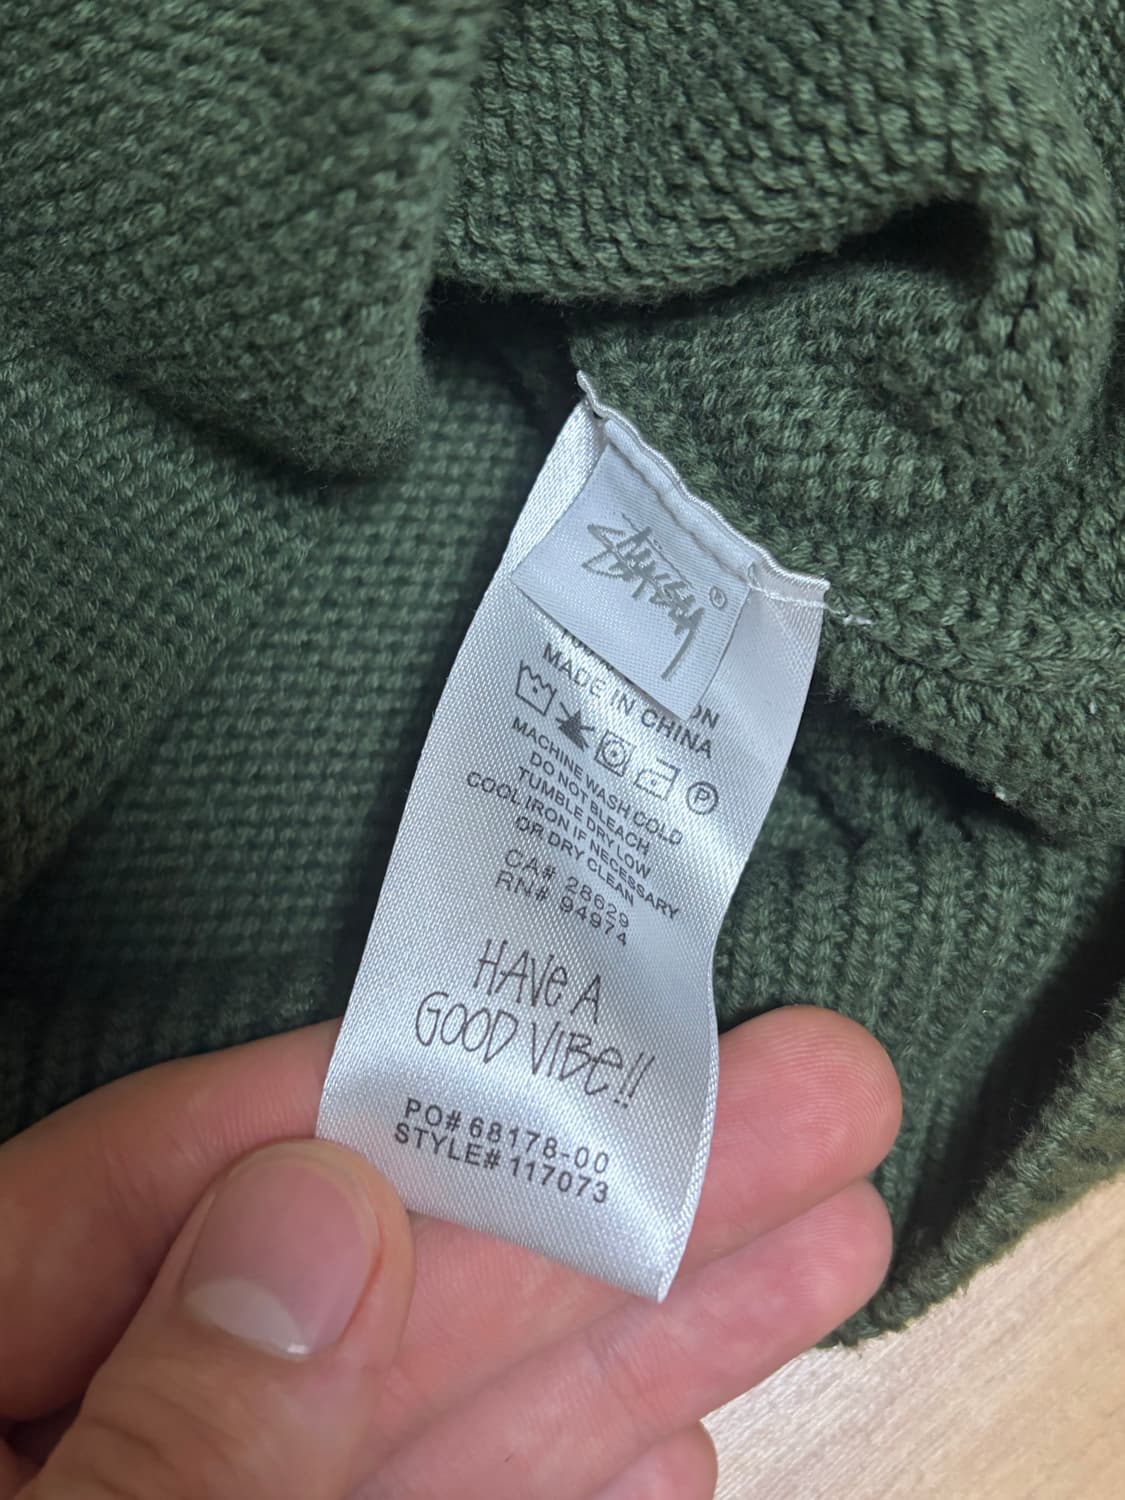 Stüssy ®
MADE IN CHINA
P
MACHINE WASH COLD
DO NOT BLEACH
TUMBLE DRY LOW
COOL IRON IF NECESSARY
OR DRY CLEAN
CA# 28629
RN# 94974
HAVE A
GOOD VIBE!!
PO# 68178-00
STYLE# 117073